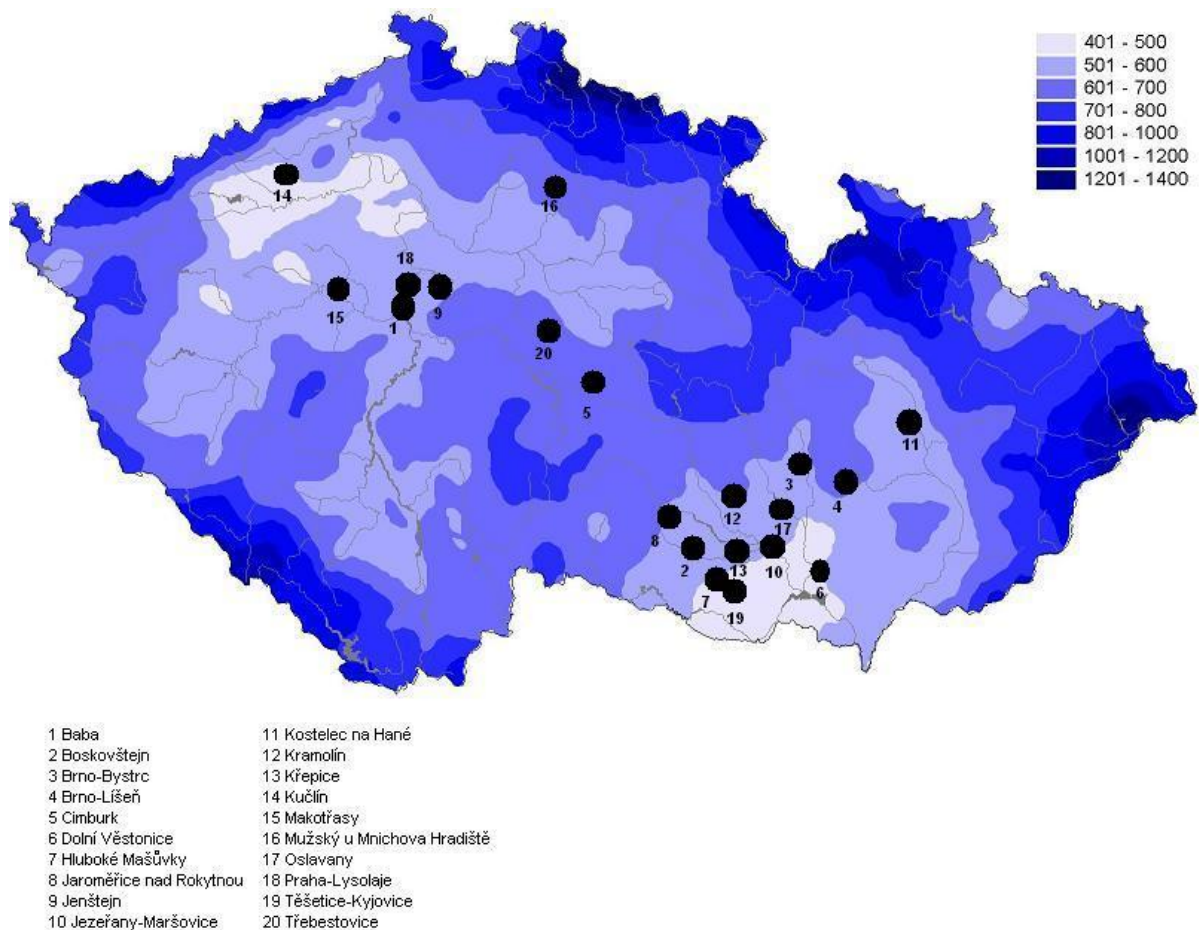 401 - 500
501 - 600
601 - 700
701 - 800
801 - 1000
1001 - 1200
1201 - 1400
14
16
18
15
1
9
20
5
11
3
4
12
17
8
2
13
10
6
7
19
1 Baba
2 Boskovštejn
3 Brno-Bystrc
4 Brno-Líšeň
5 Cimburk
6 Dolní Věstonice
7 Hluboké Mašůvky
8 Jaroměřice nad Rokytnou
9 Jenštejn
10 Jezeřany-Maršovice
11 Kostelec na Hané
12 Kramolín
13 Křepice
14 Kučlín
15 Makotřasy
16 Mužský u Mnichova Hradiště
17 Oslavany
18 Praha-Lysolaje
19 Těšetice-Kyjovice
20 Třebestovice